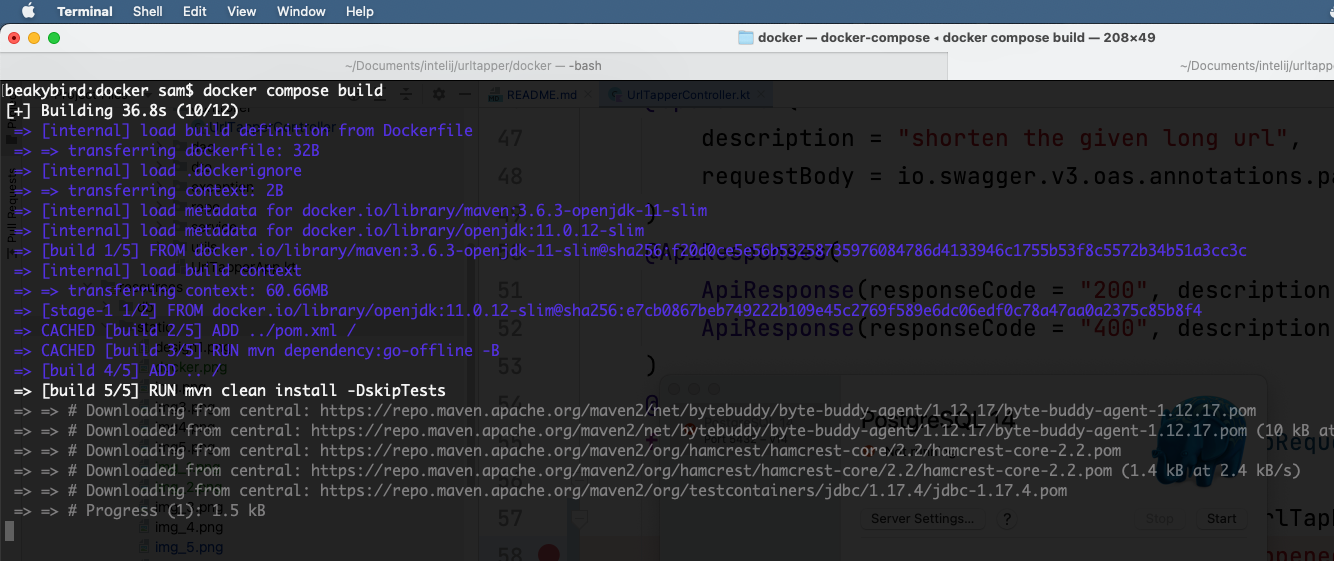 Terminal Shell Edit View Window Help
docker — docker-compose ◂ docker compose build — 208×49
~/Documents/intelij/urltapper/docker — -bash
~/Documents/intelij/urltappe
beakybird:docker sam$ docker compose build
README.md
UrlTapperController.kt
[+] Building 36.8s (10/12)
=> [internal] load build definition from Dockerfile
47 description = "shorten the given long url",
=> => transferring dockerfile: 32B
=> [internal] load .dockerignore
48 requestBody = io.swagger.v3.oas.annotations.pa
=> => transferring context: 2B
=> [internal] load metadata for docker.io/library/maven:3.6.3-openjdk-11-slim
)
=> [internal] load metadata for docker.io/library/openjdk:11.0.12-slim
=> [build 1/5] FROM docker.io/library/maven:3.6.3-openjdk-11-slim@sha256:
@ApiResponses(
=> [internal] load build context
UrlTapperApp.kt
=> => transferring context: 60.66MB
51 ApiResponse(responseCode = "200", description
=> [stage-1 1/2] FROM docker.io/library/openjdk:11.0.12-slim@sha256:e7cb0867beb749222b109e45c2769f589e6dc06edf0c78a47aa0a2375c85b8f4
=> CACHED [build 2/5] ADD ../pom.xml /
52 ApiResponse(responseCode = "400", description
=> CACHED [build 3/5] RUN mvn dependency:go-offline -B
53 )
=> [build 4/5] ADD ../ /
=> [build 5/5] RUN mvn clean install -DskipTests
54
=> => # Downloading from central: https://repo.maven.apache.org/maven2/net/bytebuddy/byte-buddy-agent/1.12.17/byte-buddy-agent-1.12.17.pom
PostgreSQL 14
=> => # Downloaded from central: https://repo.maven.apache.org/maven2/net/bytebuddy/byte-buddy-agent/1.12.17/byte-buddy-agent-1.12.17.pom (10 kB at
=> => # Downloading from central: https://repo.maven.apache.org/maven2/org/hamcrest/hamcrest-core/2.2/hamcrest-core-2.2.pom
=> => # Downloaded from central: https://repo.maven.apache.org/maven2/org/hamcrest/hamcrest-core/2.2/hamcrest-core-2.2.pom (1.4 kB at 2.4 kB/s)
=> => # Downloading from central: https://repo.maven.apache.org/maven2/org/testcontainers/jdbc/1.17.4/jdbc-1.17.4.pom
=> => # Progress (1): 1.5 kB
57
Server Settings... ? Stop Start
img_4.png
img_5.png
58